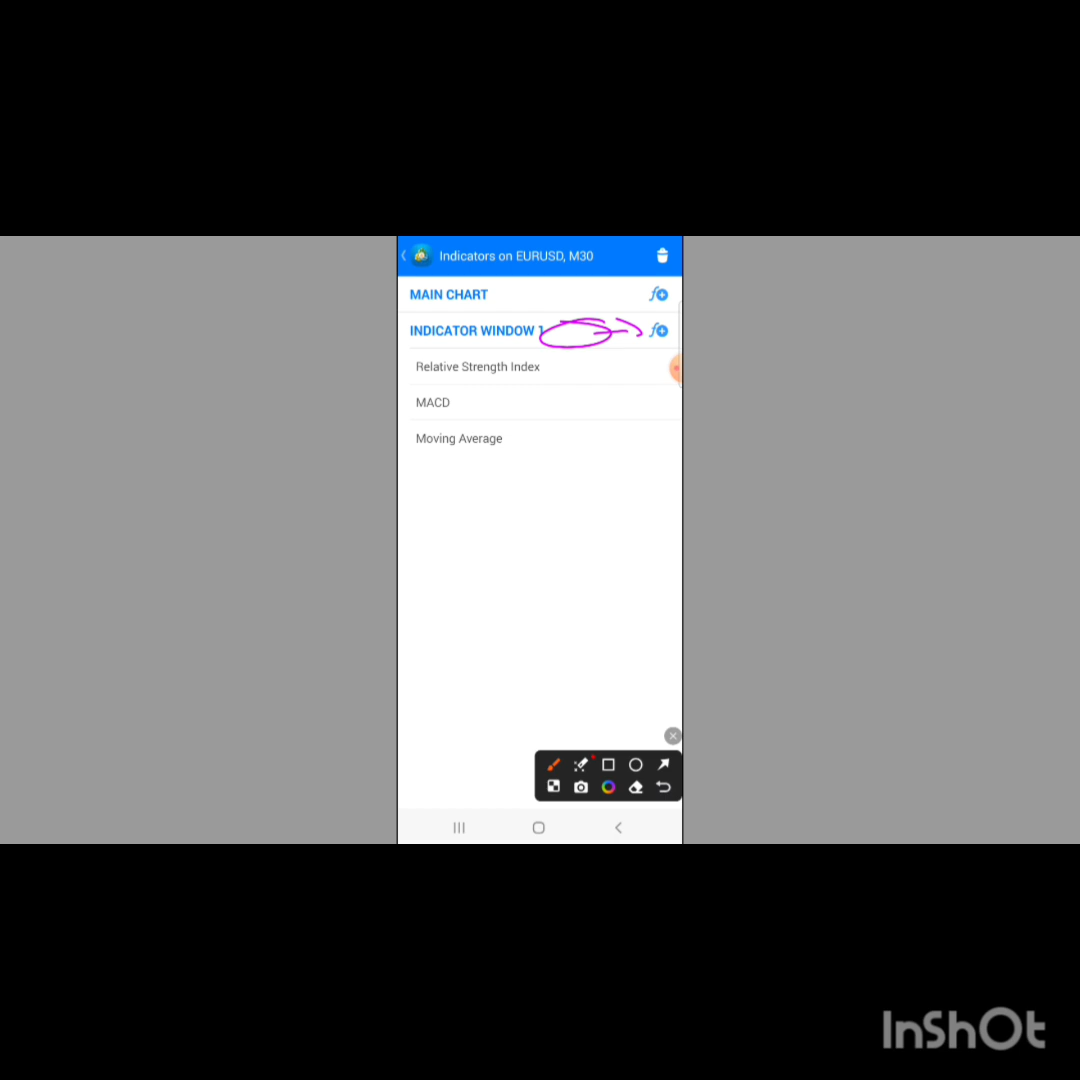 Indicators on EURUSD, M30
MAIN CHART
INDICATOR WINDOW 1
Relative Strength Index
MACD
Moving Average
InShOt